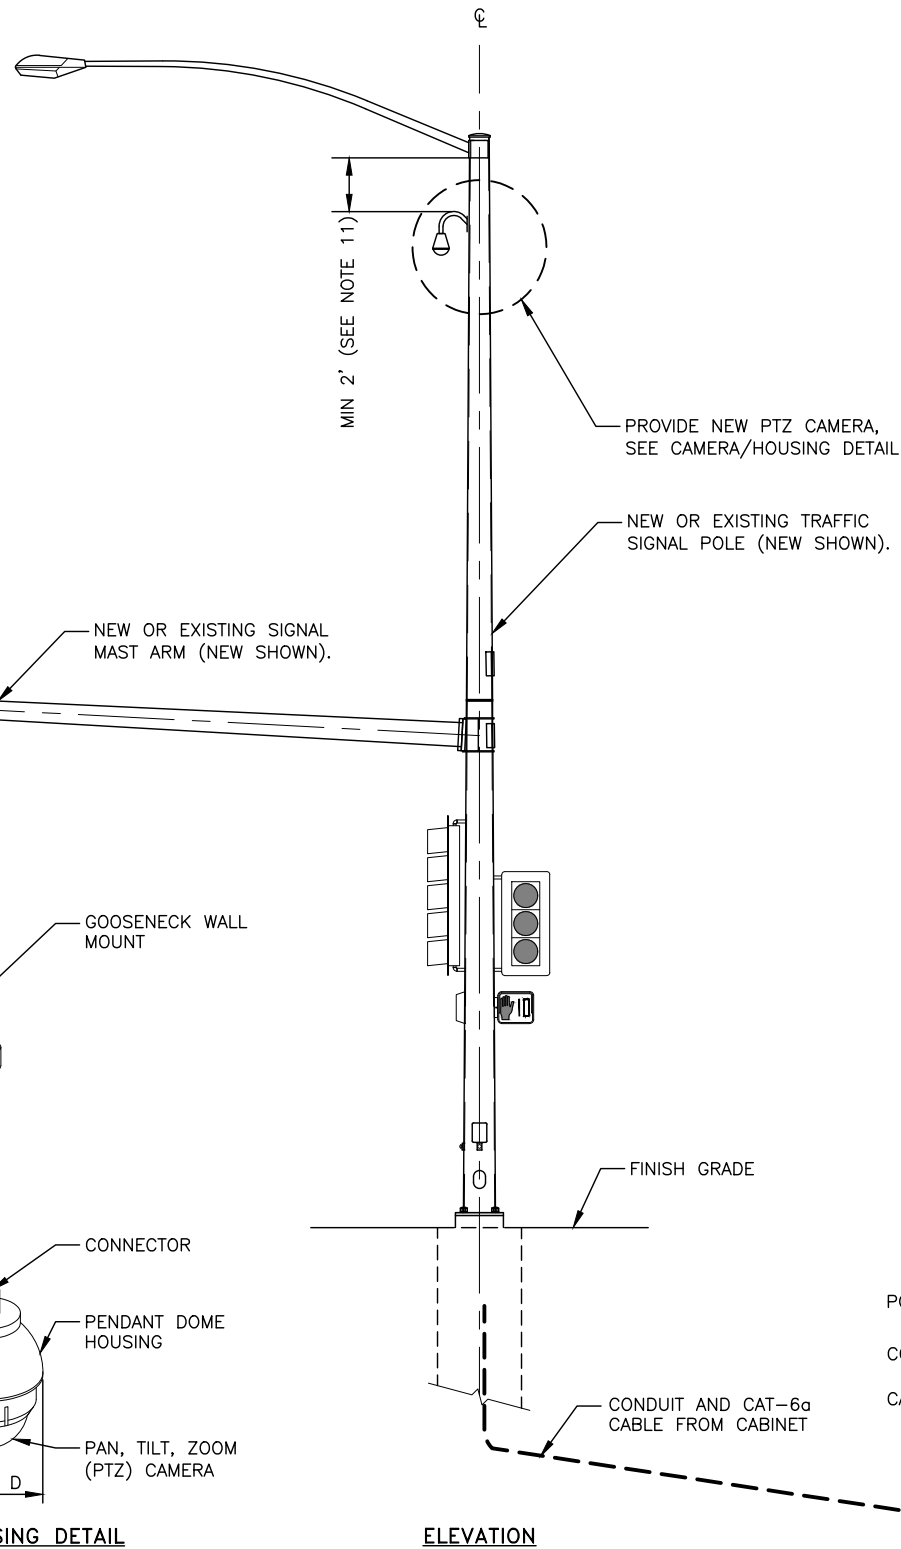 ℄
MIN 2' (SEE NOTE 11)
PROVIDE NEW PTZ CAMERA,
SEE CAMERA/HOUSING DETAIL
NEW OR EXISTING TRAFFIC
SIGNAL POLE (NEW SHOWN).
NEW OR EXISTING SIGNAL
MAST ARM (NEW SHOWN).
GOOSENECK WALL
MOUNT
FINISH GRADE
CONNECTOR
PENDANT DOME
HOUSING
CONDUIT AND CAT-6a
CABLE FROM CABINET
PAN, TILT, ZOOM
(PTZ) CAMERA
D
DETAIL
ELEVATION